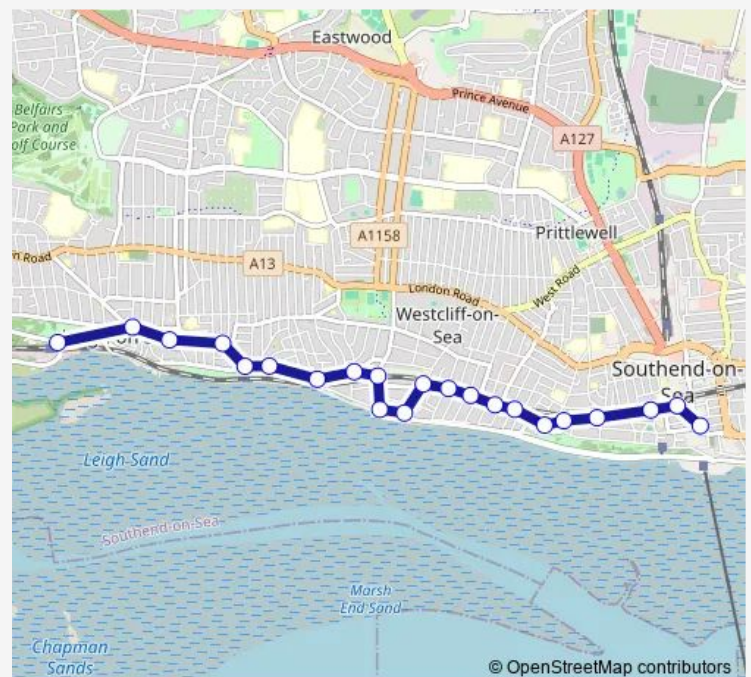 Eastwood
Prince Avenue
Belfairs
Park and
olf Course
A127
Prittlewell
A1158
n Road
A13
London Road
West Road
Westcliff-on-
Sea
Southend-on-
Sea
Leigh Sand
Southend-on-Sea
Marsh
End Sand
Chapman
Sands
© OpenStreetMap contributors